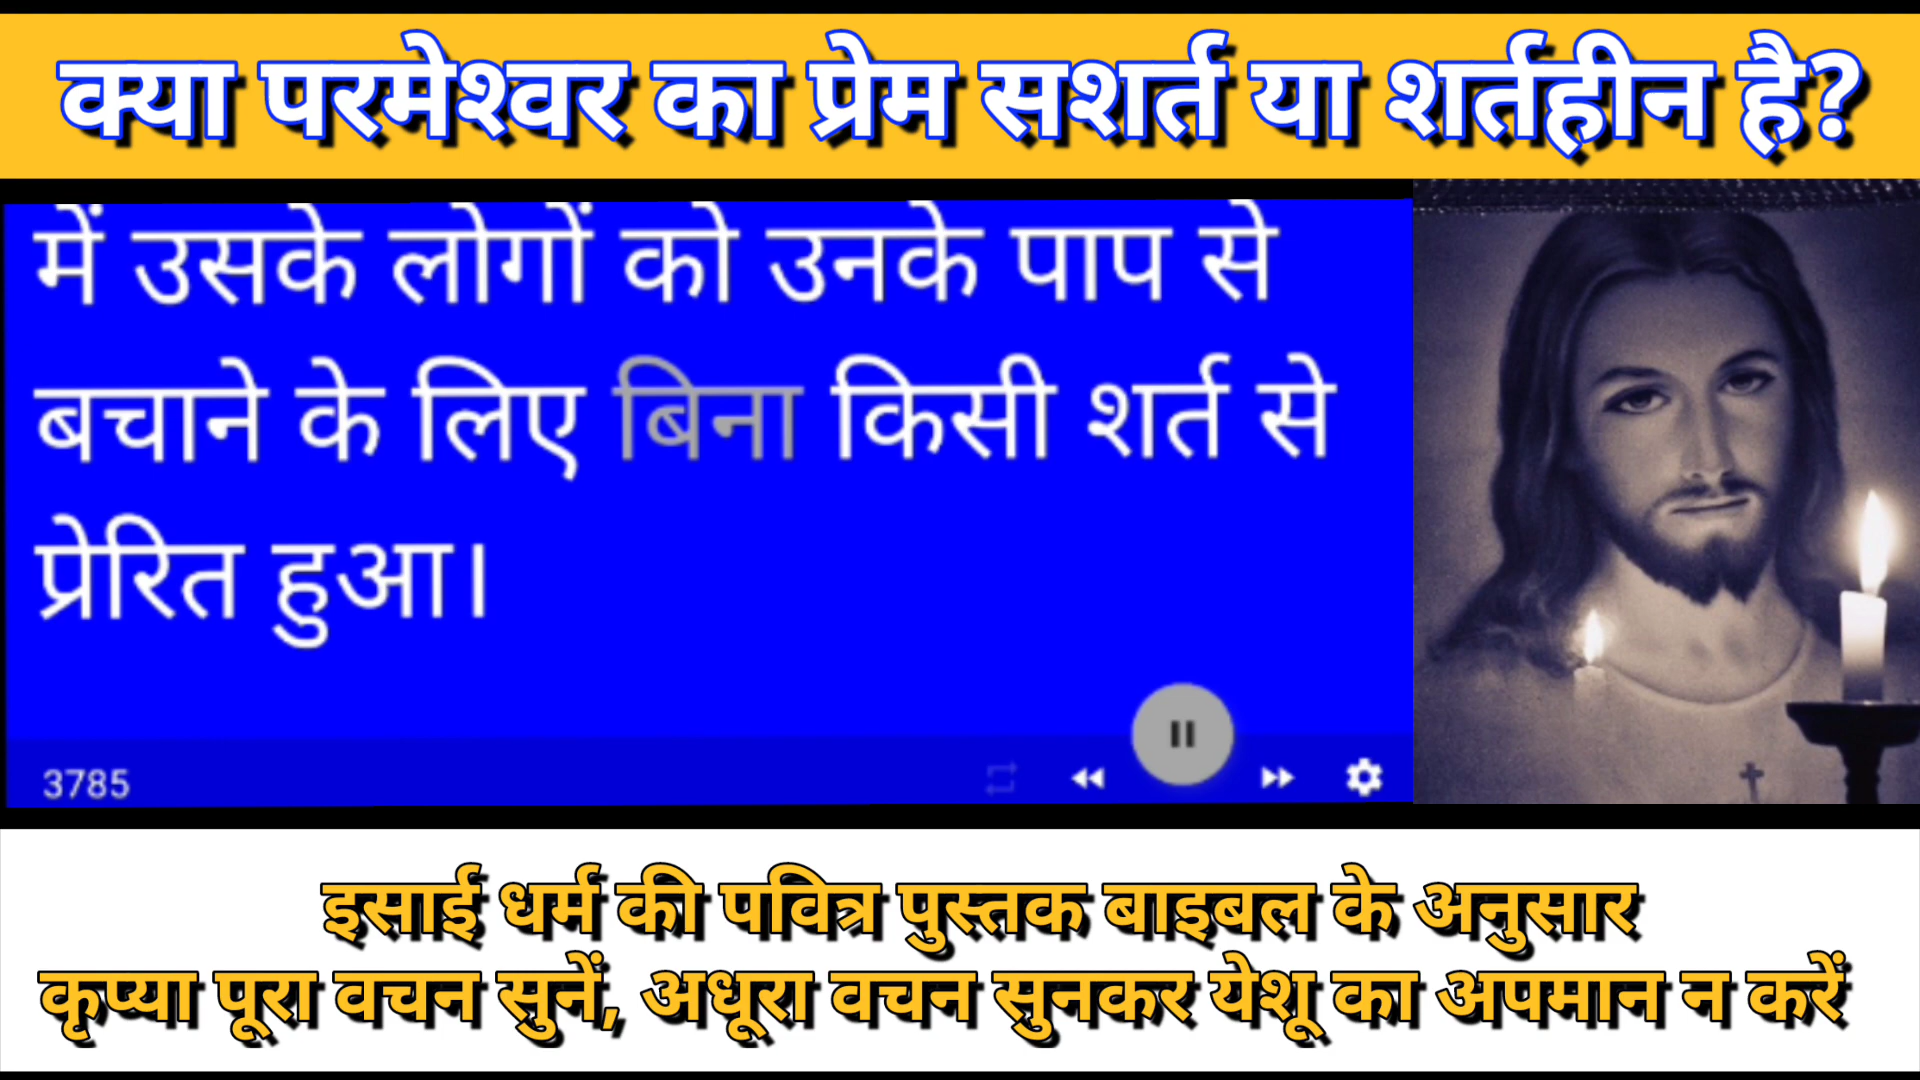 क्या परमेश्वर का प्रेम सशर्त या शर्तहीन है?
में उसके लोगों को उनके पाप से
बचाने के लिए बिना किसी शर्त से
प्रेरित हुआ।
3785
इसाई धर्म की पवित्र पुस्तक बाइबल के अनुसार
कृप्या पूरा वचन सुनें, अधूरा वचन सुनकर येशू का अपमान न करें